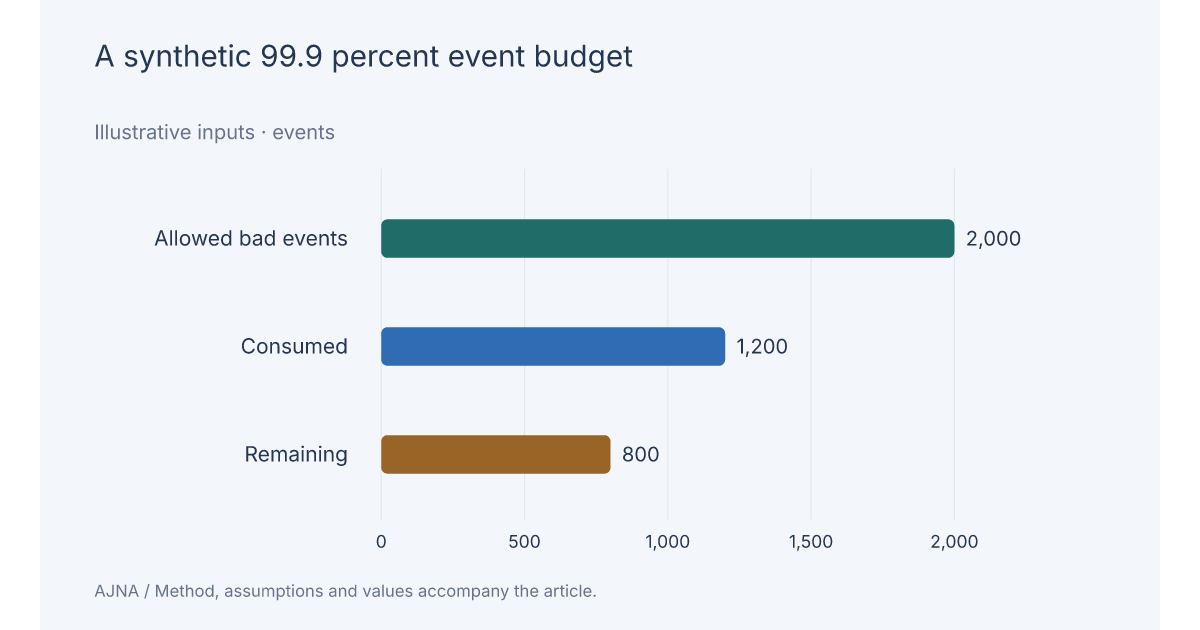 A synthetic 99.9 percent event budget
Illustrative inputs · events
Allowed bad events 2,000
Consumed 1,200
Remaining 800
0 500 1,000 1,500 2,000
AJNA / Method, assumptions and values accompany the article.